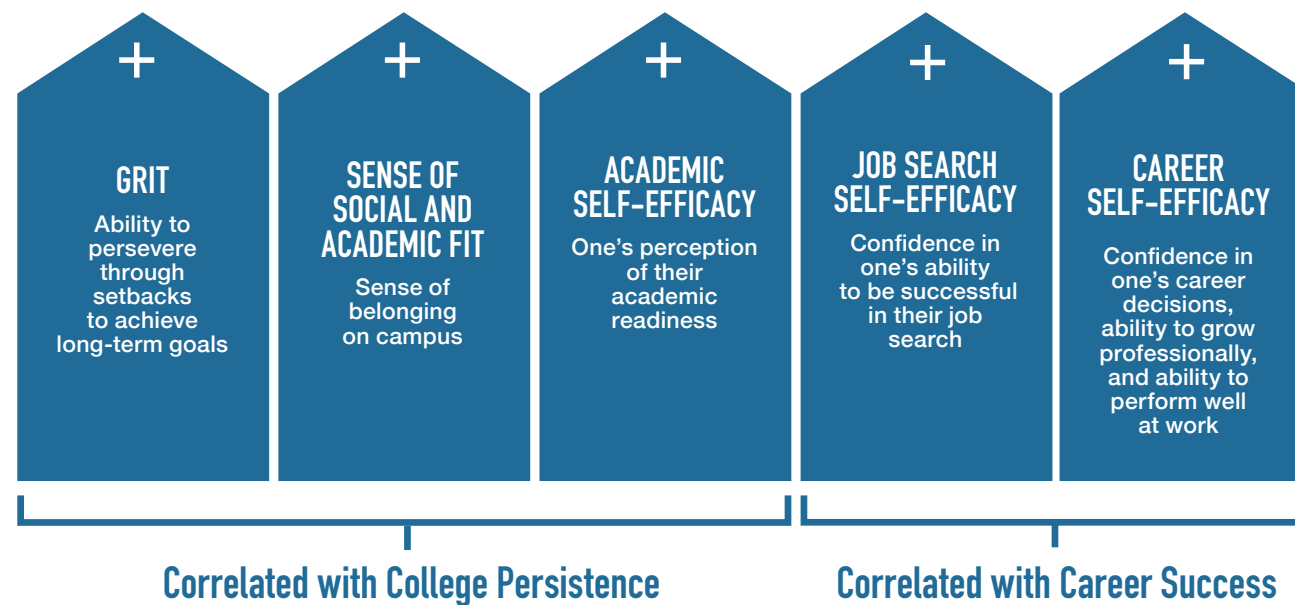 +
GRIT
Ability to
persevere
through
setbacks
to achieve
long-term goals
+
SENSE OF
SOCIAL AND
ACADEMIC FIT
Sense of
belonging
on campus
+
ACADEMIC
SELF-EFFICACY
One’s perception
of their
academic
readiness
+
JOB SEARCH
SELF-EFFICACY
Confidence in
one’s ability
to be successful
in their job
search
+
CAREER
SELF-EFFICACY
Confidence in
one’s career
decisions,
ability to grow
professionally,
and ability to
perform well
at work
Correlated with College Persistence
Correlated with Career Success